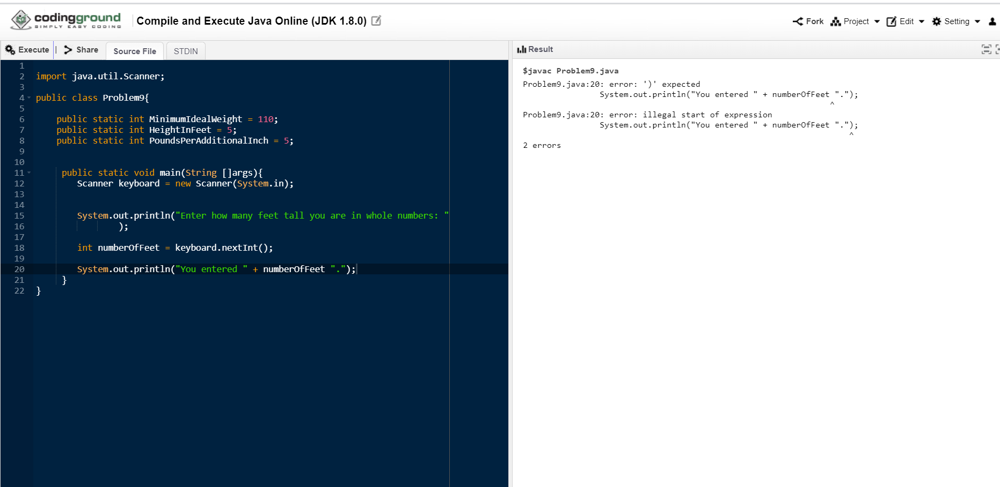 codingground
SIMPLY EASY CODING
Compile and Execute Java Online (JDK 1.8.0)
Fork Project Edit Setting
Execute | Share Source File STDIN
1
2 import java.util.Scanner;
3
4 public class Problem9{
5
6 public static int MinimumIdealWeight = 110;
7 public static int HeightInFeet = 5;
8 public static int PoundsPerAdditionalInch = 5;
9
10
11 public static void main(String []args){
12 Scanner keyboard = new Scanner(System.in);
13
14
15 System.out.println("Enter how many feet tall you are in whole numbers: "
16 );
17
18 int numberOfFeet = keyboard.nextInt();
19
20 System.out.println("You entered " + numberOfFeet ".");
21 }
22 }
Result
$javac Problem9.java
Problem9.java:20: error: ')' expected
System.out.println("You entered " + numberOfFeet ".");
^
Problem9.java:20: error: illegal start of expression
System.out.println("You entered " + numberOfFeet ".");
^
2 errors